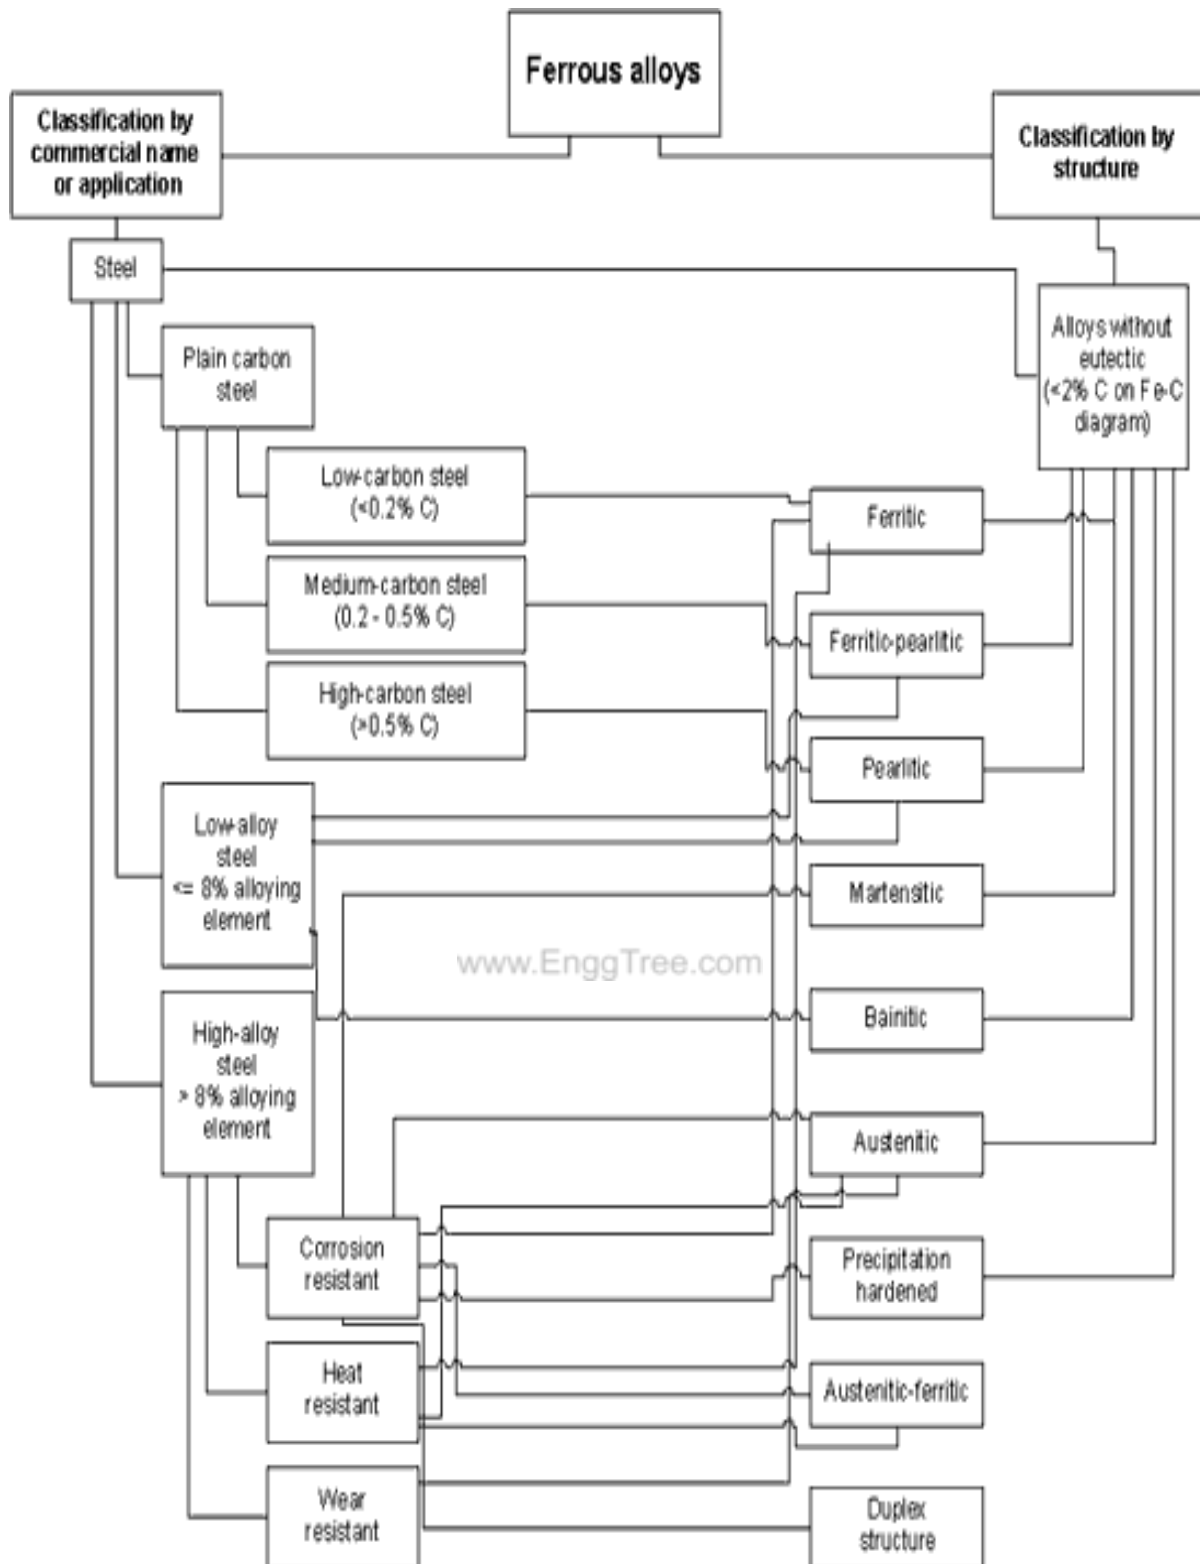 Ferrous alloys
Classification by
commercial name
or application
Classification by
structure
Steel
Alloys without
eutectic
(<2% C on Fe-C
diagram)
Plain carbon
steel
Low-carbon steel
(<0.2% C)
Ferritic
Medium-carbon steel
(0.2 - 0.5% C)
Ferritic-pearlitic
High-carbon steel
(>0.5% C)
Pearlitic
Low-alloy
steel
<= 8% alloying
element
Martensitic
www.EnggTree.com
High-alloy
steel
> 8% alloying
element
Bainitic
Austenitic
Corrosion
resistant
Precipitation
hardened
Heat
resistant
Austenitic-ferritic
Wear
resistant
Duplex
structure